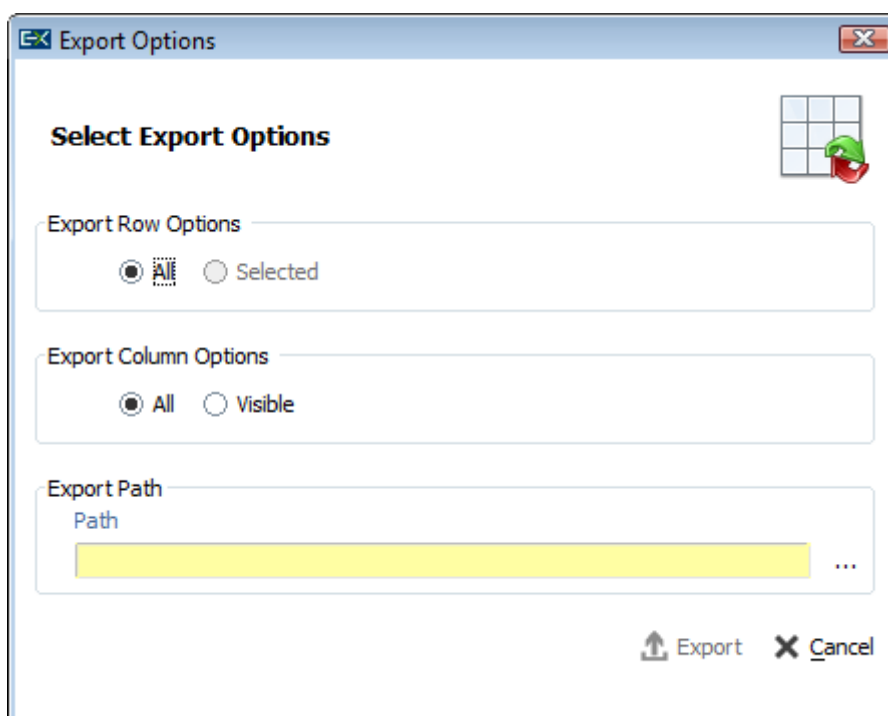 Export Options
Select Export Options
Export Row Options
All Selected
Export Column Options
All Visible
Export Path
Path
...
Export Cancel